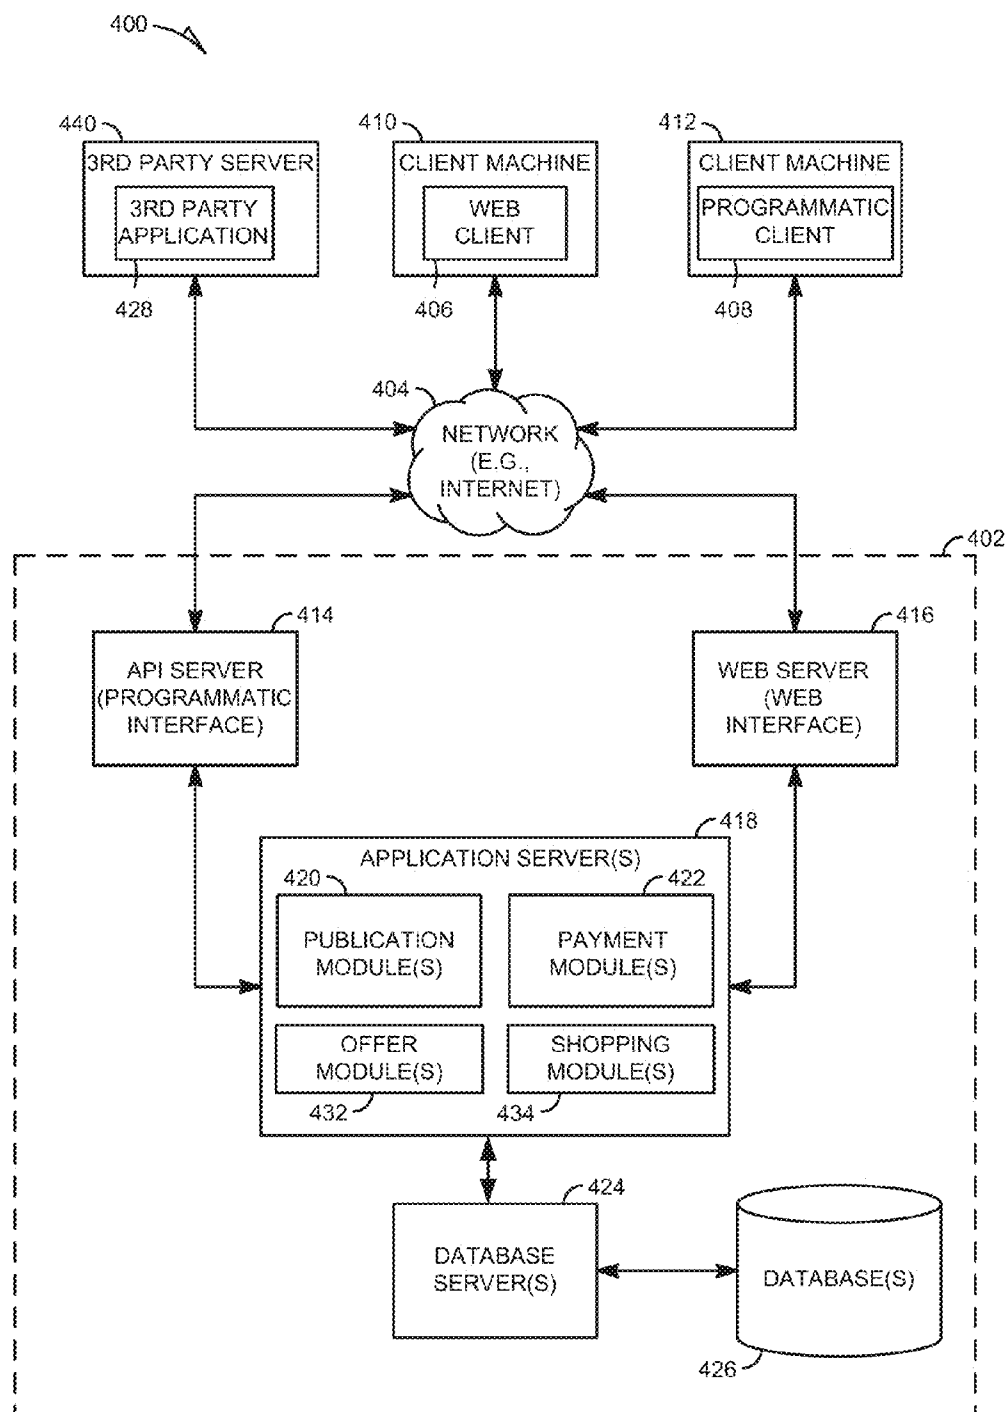 400
440
410
412
3RD PARTY SERVER
CLIENT MACHINE
CLIENT MACHINE
3RD PARTY
APPLICATION
WEB
CLIENT
PROGRAMMATIC
CLIENT
428
406
408
404
NETWORK
(E.G.,
INTERNET)
402
414
416
API SERVER
(PROGRAMMATIC
INTERFACE)
WEB SERVER
(WEB
INTERFACE)
418
APPLICATION SERVER(S)
420
422
PUBLICATION
MODULE(S)
PAYMENT
MODULE(S)
OFFER
MODULE(S)
SHOPPING
MODULE(S)
432
434
424
DATABASE
SERVER(S)
DATABASE(S)
426